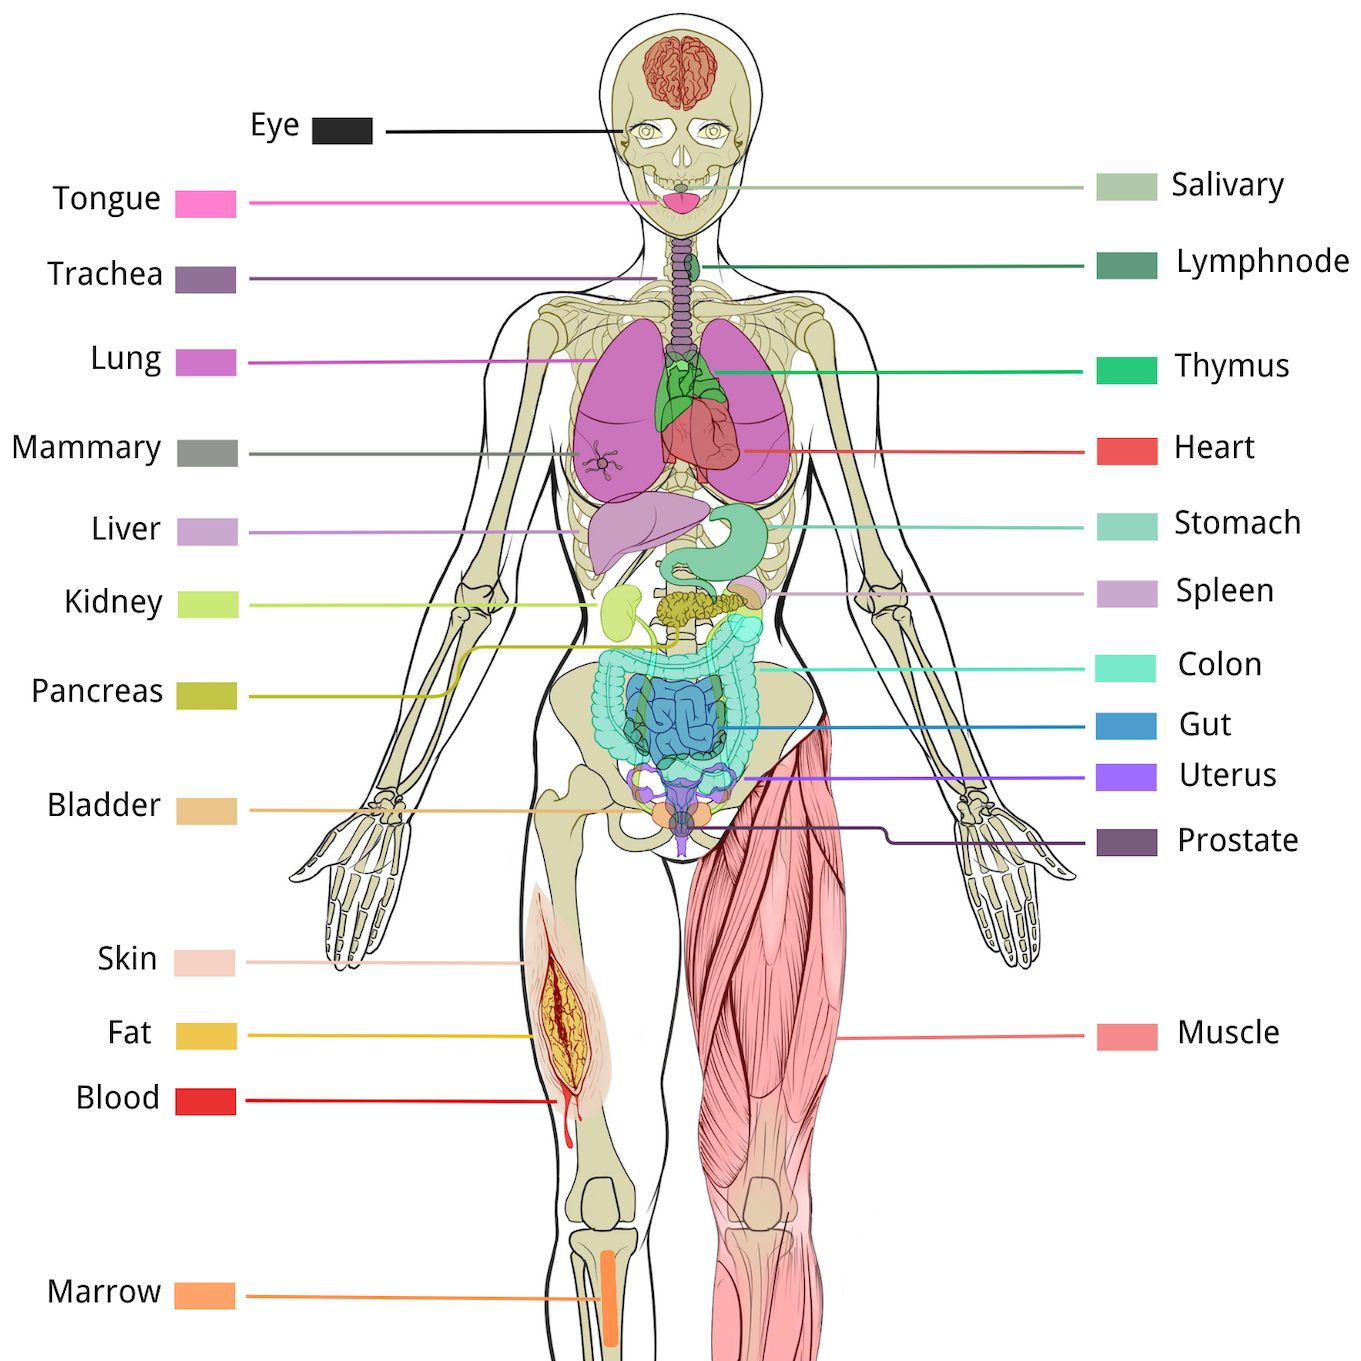 Eye
Tongue
Trachea
Lung
Mammary
Liver
Kidney
Pancreas
Bladder
Skin
Fat
Blood
Marrow
Salivary
Lymphnode
Thymus
Heart
Stomach
Spleen
Colon
Gut
Uterus
Prostate
Muscle